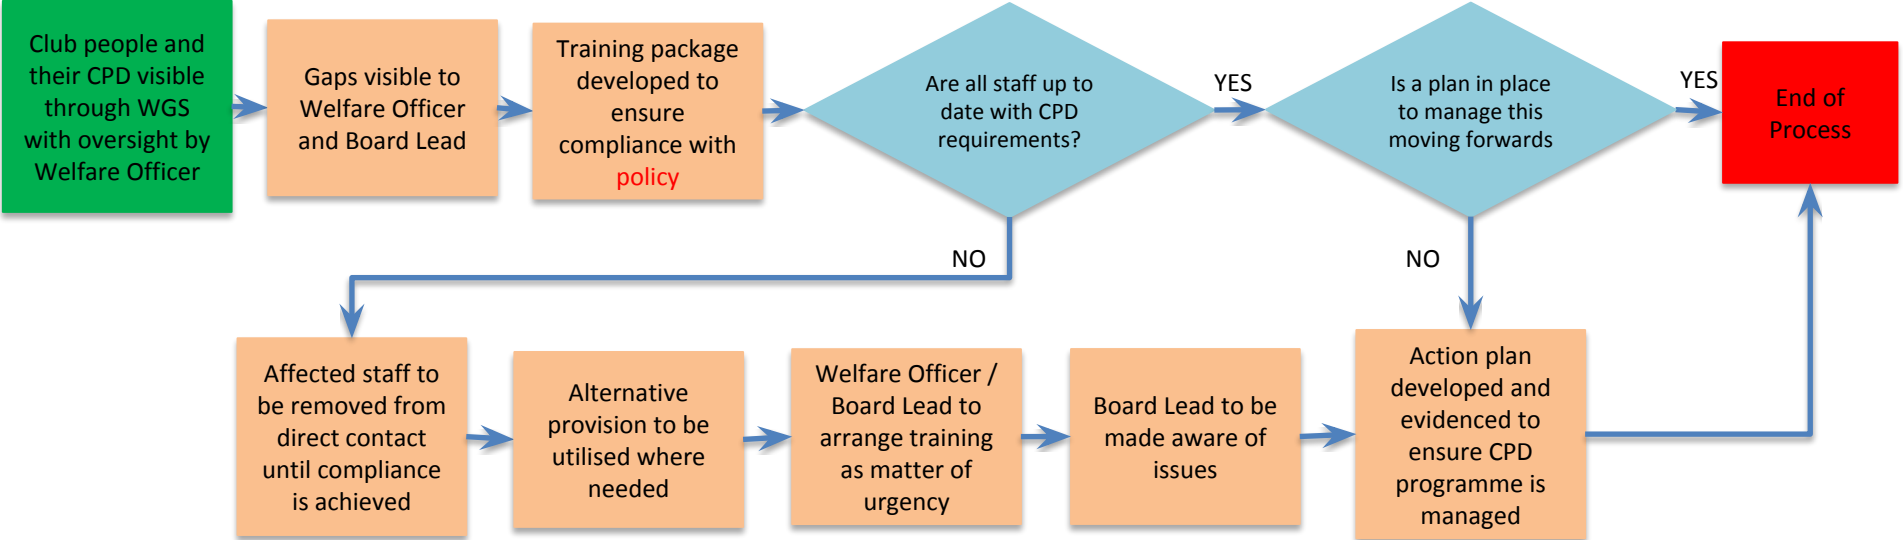 Club people and
their CPD visible
through WGS
with oversight by
Welfare Officer
Gaps visible to
Welfare Officer
and Board Lead
Training package
developed to
ensure
compliance with
policy
Are all staff up to
date with CPD
requirements?
YES
Is a plan in place
to manage this
moving forwards
YES
End of
Process
NO
NO
Affected staff to
be removed from
direct contact
until compliance
is achieved
Alternative
provision to be
utilised where
needed
Welfare Officer /
Board Lead to
arrange training
as matter of
urgency
Board Lead to be
made aware of
issues
Action plan
developed and
evidenced to
ensure CPD
programme is
managed